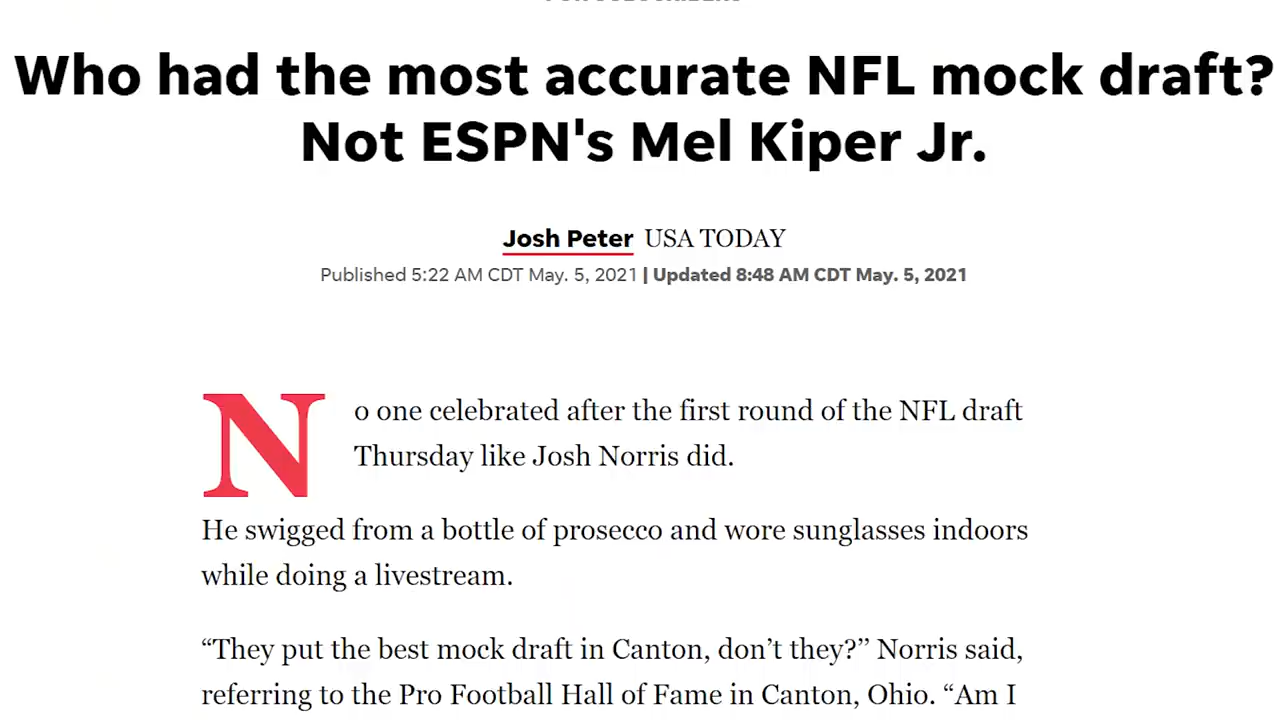 Who had the most accurate NFL mock draft?
Not ESPN's Mel Kiper Jr.
Josh Peter USA TODAY
Published 5:22 AM CDT May. 5, 2021 | Updated 8:48 AM CDT May. 5, 2021
No one celebrated after the first round of the NFL draft
Thursday like Josh Norris did.
He swigged from a bottle of prosecco and wore sunglasses indoors
while doing a livestream.
“They put the best mock draft in Canton, don’t they?” Norris said,
referring to the Pro Football Hall of Fame in Canton, Ohio. “Am I